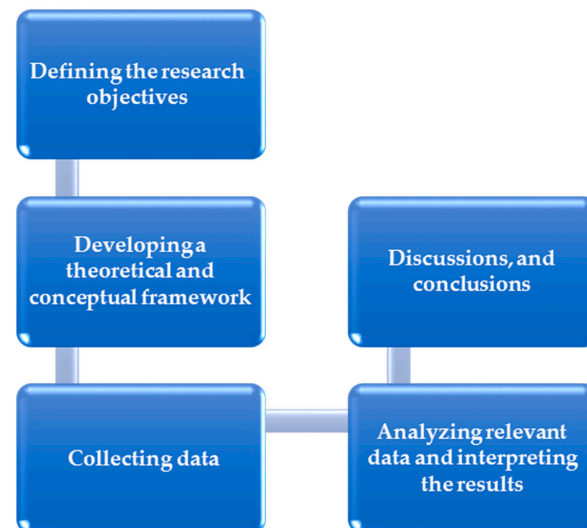 Defining the research
objectives
Developing a
theoretical and
conceptual framework
Collecting data
Analyzing relevant
data and interpreting
the results
Discussions, and
conclusions